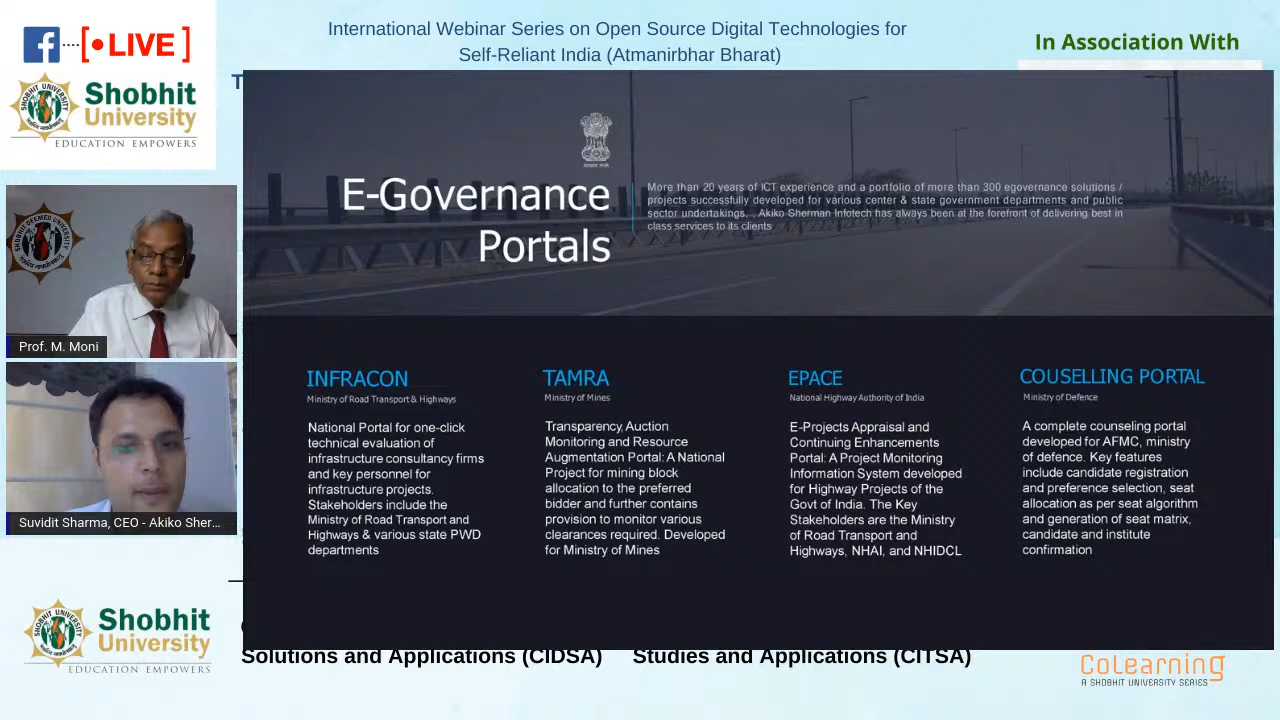 LIVE
International Webinar Series on Open Source Digital Technologies for
Self-Reliant India (Atmanirbhar Bharat)
In Association With
T
Shobhit
University
EDUCATION EMPOWERS
E-Governance
Portals
More than 20 years of ICT experience and a portfolio of more than 300 egovernance solutions /
projects successfully developed for various center & state government departments and public
sector undertakings. , Akiko Sherman Infotech has always been at the forefront of delivering best in
class services to its clients
Prof. M. Moni
Suvidit Sharma, CEO - Akiko Sher...
INFRACON
Ministry of Road Transport & Highways
National Portal for one-click
technical evaluation of
infrastructure consultancy firms
and key personnel for
infrastructure projects.
Stakeholders include the
Ministry of Road Transport and
Highways & various state PWD
departments
TAMRA
Ministry of Mines
Transparency, Auction
Monitoring and Resource
Augmentation Portal: A National
Project for mining block
allocation to the preferred
bidder and further contains
provision to monitor various
clearances required. Developed
for Ministry of Mines
EPACE
National Highway Authority of India
E-Projects Appraisal and
Continuing Enhancements
Portal: A Project Monitoring
Information System developed
for Highway Projects of the
Govt of India. The Key
Stakeholders are the Ministry
of Road Transport and
Highways, NHAI, and NHIDCL
COUSELLING PORTAL
Ministry of Defence
A complete counseling portal
developed for AFMC, ministry
of defence. Key features
include candidate registration
and preference selection, seat
allocation as per seat algorithm
and generation of seat matrix,
candidate and institute
confirmation
Shobhit
University
EDUCATION EMPOWERS
Solutions and Applications (CIDSA) Studies and Applications (CITSA)
CoLearning
A SHOBHIT UNIVERSITY SERIES